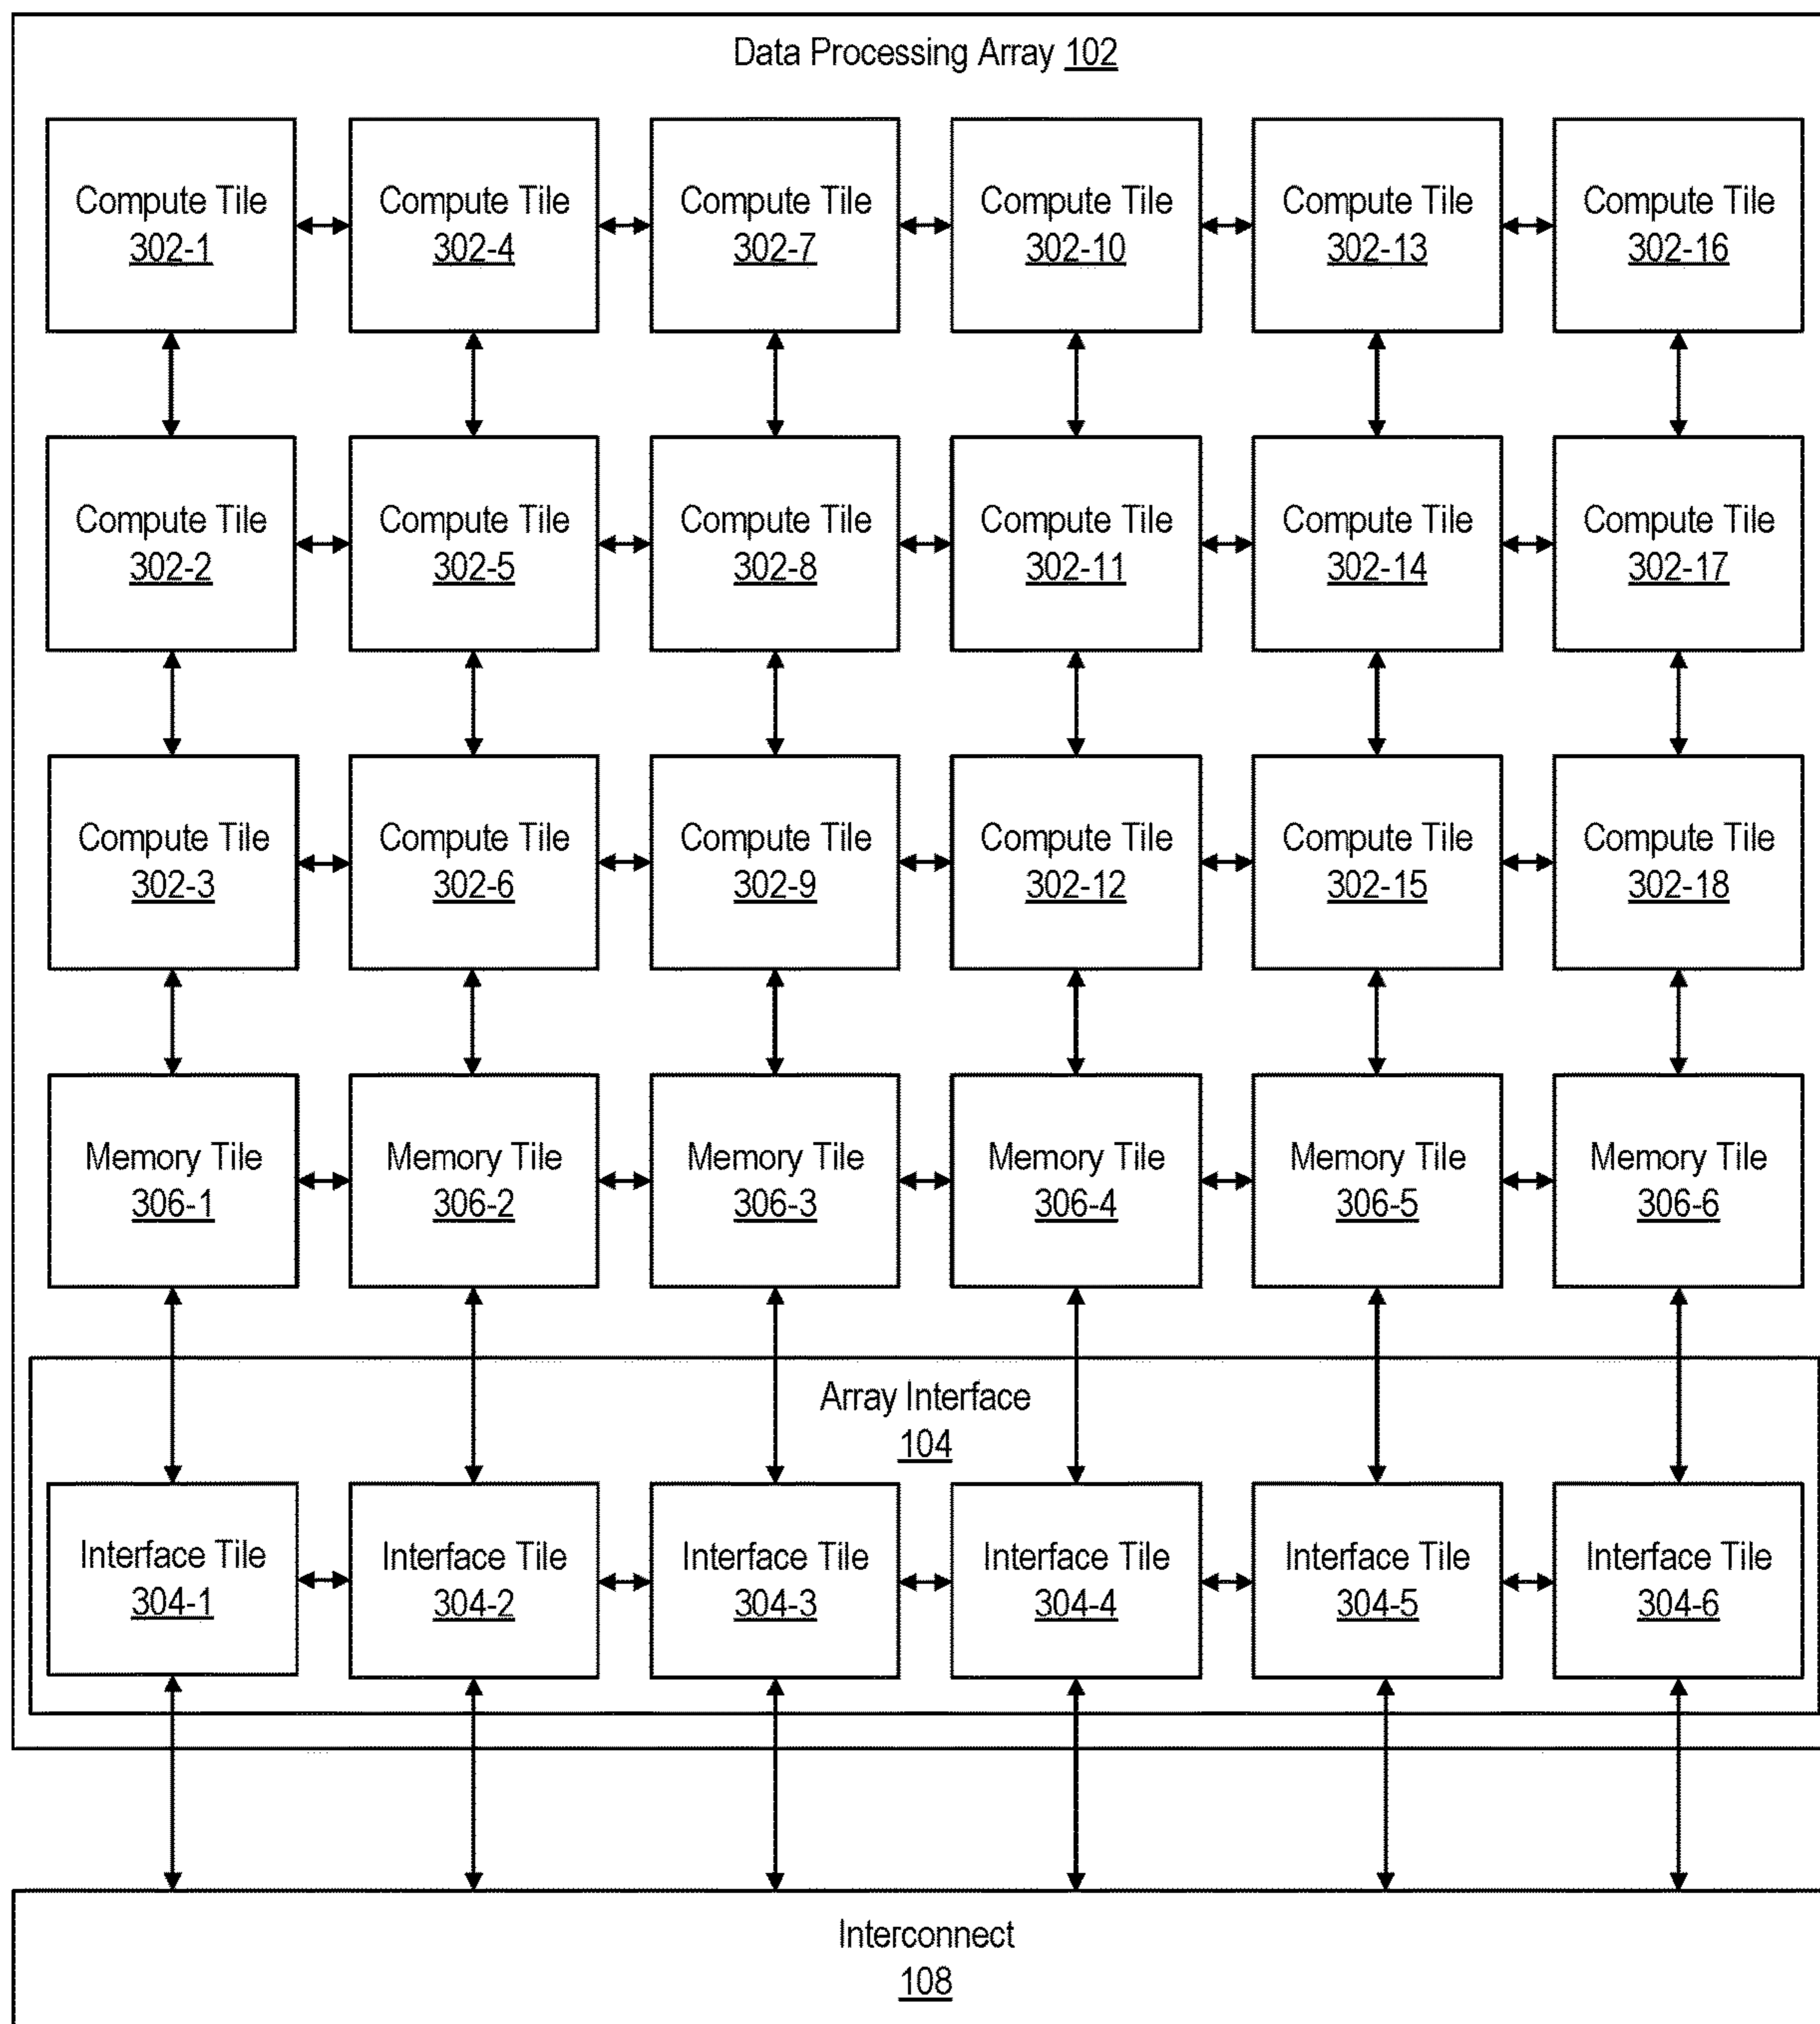 Data Processing Array 102
Compute Tile
302-1
Compute Tile
302-4
Compute Tile
302-7
Compute Tile
302-10
Compute Tile
302-13
Compute Tile
302-16
Compute Tile
302-2
Compute Tile
302-5
Compute Tile
302-8
Compute Tile
302-11
Compute Tile
302-14
Compute Tile
302-17
Compute Tile
302-3
Compute Tile
302-6
Compute Tile
302-9
Compute Tile
302-12
Compute Tile
302-15
Compute Tile
302-18
Memory Tile
306-1
Memory Tile
306-2
Memory Tile
306-3
Memory Tile
306-4
Memory Tile
306-5
Memory Tile
306-6
Array Interface
104
Interface Tile
304-1
Interface Tile
304-2
Interface Tile
304-3
Interface Tile
304-4
Interface Tile
304-5
Interface Tile
304-6
Interconnect
108